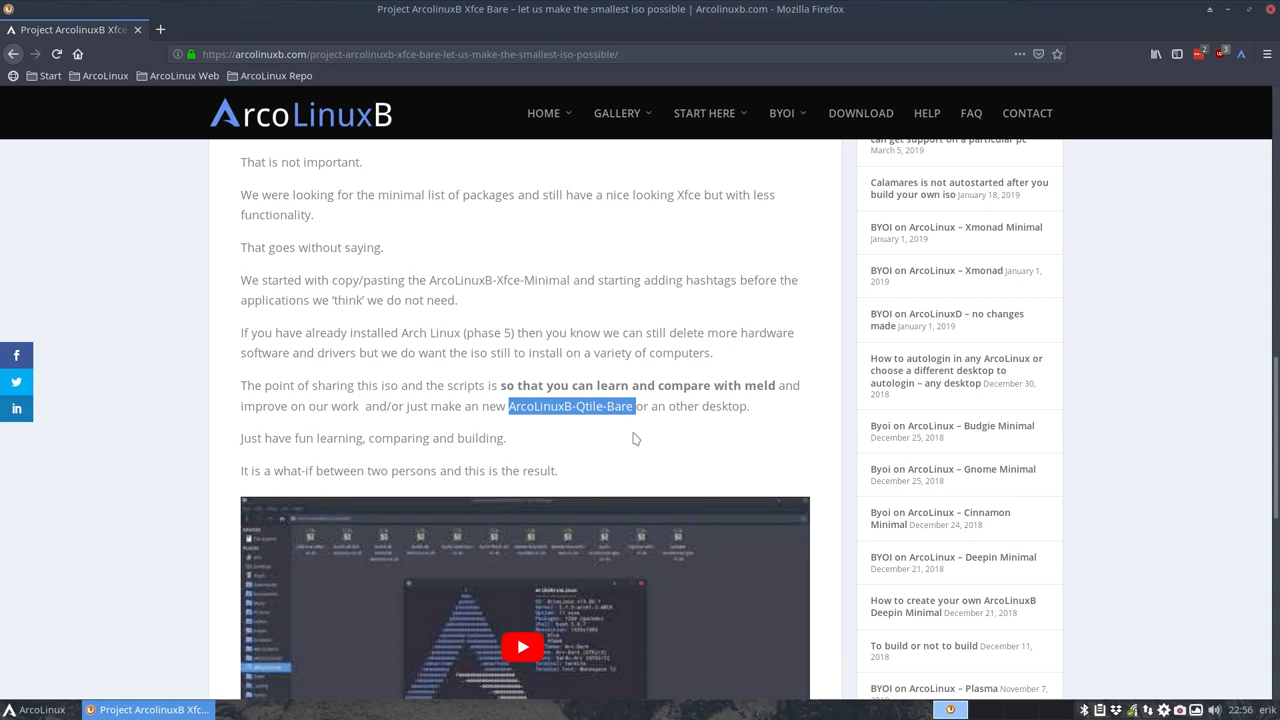 Project ArcolinuxB Xfce Bare – let us make the smallest iso possible | Arcolinuxb.com - Mozilla Firefox
Project ArcolinuxB Xfce
https://arcolinuxb.com/project-arcolinuxb-xfce-bare-let-us-make-the-smallest-iso-possible/
2
3
Start
ArcoLinux
ArcoLinux Web
ArcoLinux Repo
ArcoLinuxB
HOME
GALLERY
START HERE
BYOI
DOWNLOAD
HELP
FAQ
CONTACT
That is not important.
We were looking for the minimal list of packages and still have a nice looking Xfce but with less
functionality.
That goes without saying.
We started with copy/pasting the ArcoLinuxB-Xfce-Minimal and starting adding hashtags before the
applications we ‘think’ we do not need.
If you have already installed Arch Linux (phase 5) then you know we can still delete more hardware
software and drivers but we do want the iso still to install on a variety of computers.
The point of sharing this iso and the scripts is so that you can learn and compare with meld and
improve on our work and/or just make an new ArcoLinuxB-Qtile-Bare or an other desktop.
Just have fun learning, comparing and building.
It is a what-if between two persons and this is the result.
can get support on a particular pc
March 5, 2019
Calamares is not autostarted after you
build your own iso January 18, 2019
BYOI on ArcoLinux – Xmonad Minimal
January 1, 2019
BYOI on ArcoLinux – Xmonad January 1,
2019
BYOI on ArcoLinuxD – no changes
made January 1, 2019
How to autologin in any ArcoLinux or
choose a different desktop to
autologin – any desktop December 30,
2018
Byoi on ArcoLinux – Budgie Minimal
December 25, 2018
Byoi on ArcoLinux – Gnome Minimal
December 25, 2018
Byoi on ArcoLinux – Cinnamon
Minimal December 24, 2018
BYOI on ArcoLinux – Deepin Minimal
December 21, 2018
How to create your own ArcoLinuxB
Deepin Minimal December 21, 2018
To build or not to build December 11,
2018
BYOI on ArcoLinux – Plasma November 7,
ArcoLinux
Project ArcolinuxB Xfc...
22:56
erik